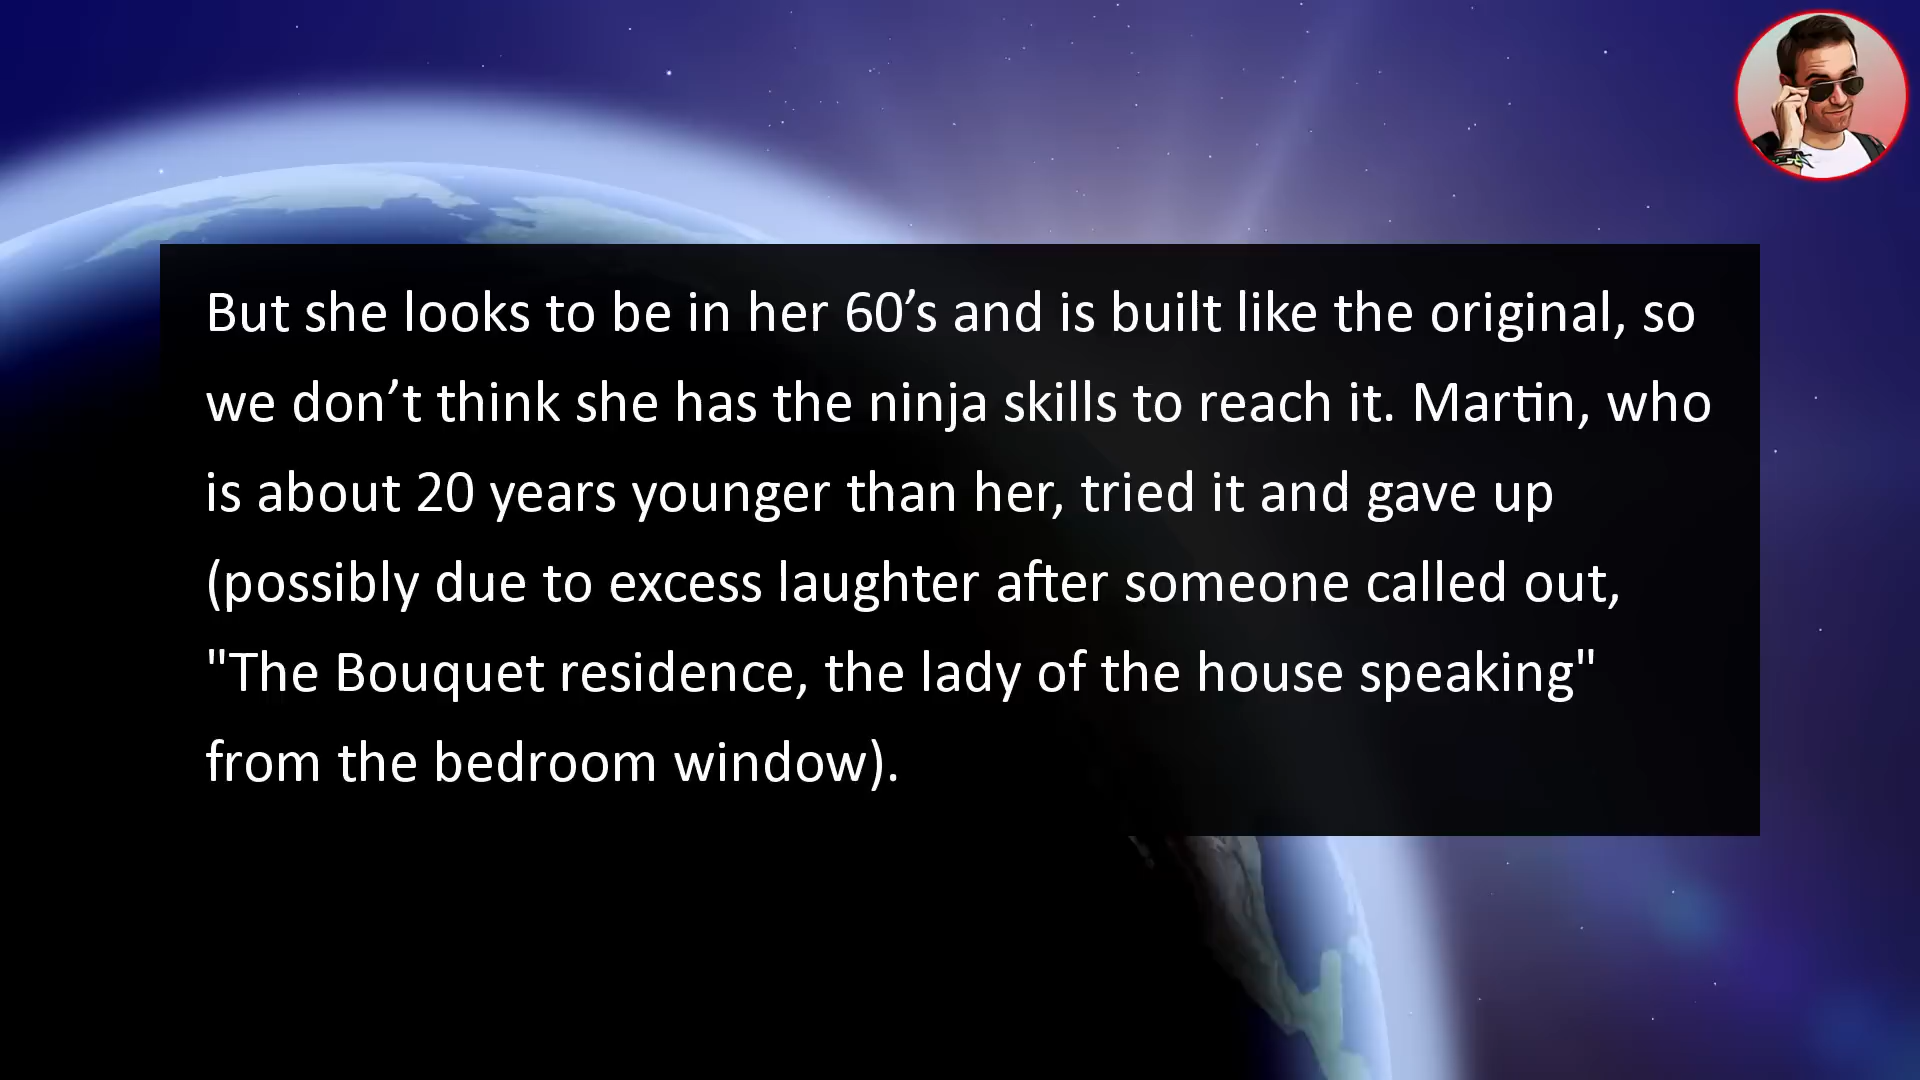 But she looks to be in her 60’s and is built like the original, so
we don’t think she has the ninja skills to reach it. Martin, who
is about 20 years younger than her, tried it and gave up
(possibly due to excess laughter after someone called out,
"The Bouquet residence, the lady of the house speaking"
from the bedroom window).